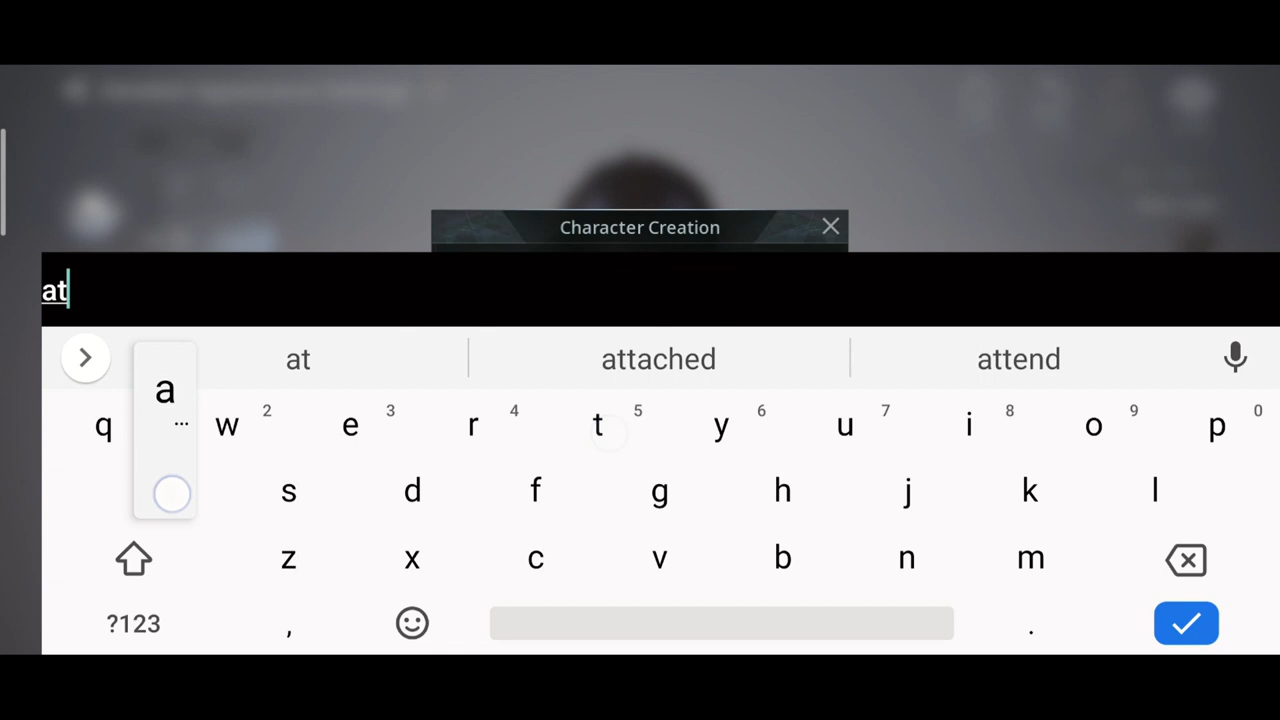 Character Creation
at
at attached attend
a
...
q w 2 e 3 r 4 t 5 y 6 u 7 i 8 o 9 p 0
s d f g h j k l
z x c v b n m
?123 , .